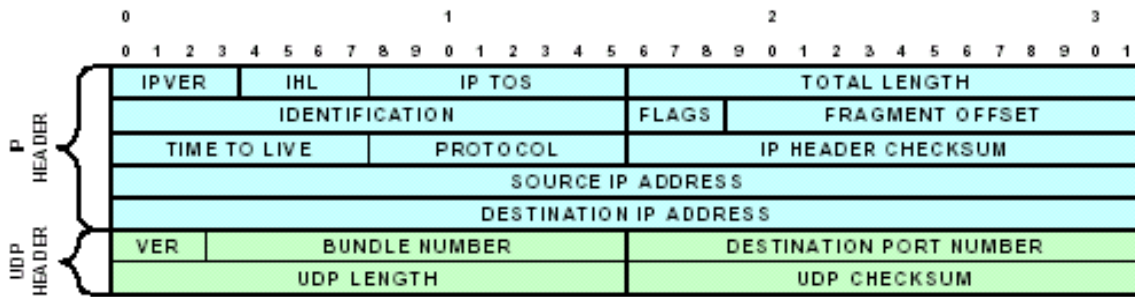 0 1 2 3
0 1 2 3 4 5 6 7 8 9 0 1 2 3 4 5 6 7 8 9 0 1 2 3 4 5 6 7 8 9 0 1
IP HEADER
IPVER IHL IP TOS TOTAL LENGTH
IDENTIFICATION FLAGS FRAGMENT OFFSET
TIME TO LIVE PROTOCOL IP HEADER CHECKSUM
SOURCE IP ADDRESS
DESTINATION IP ADDRESS
UDP HEADER
VER BUNDLE NUMBER DESTINATION PORT NUMBER
UDP LENGTH UDP CHECKSUM